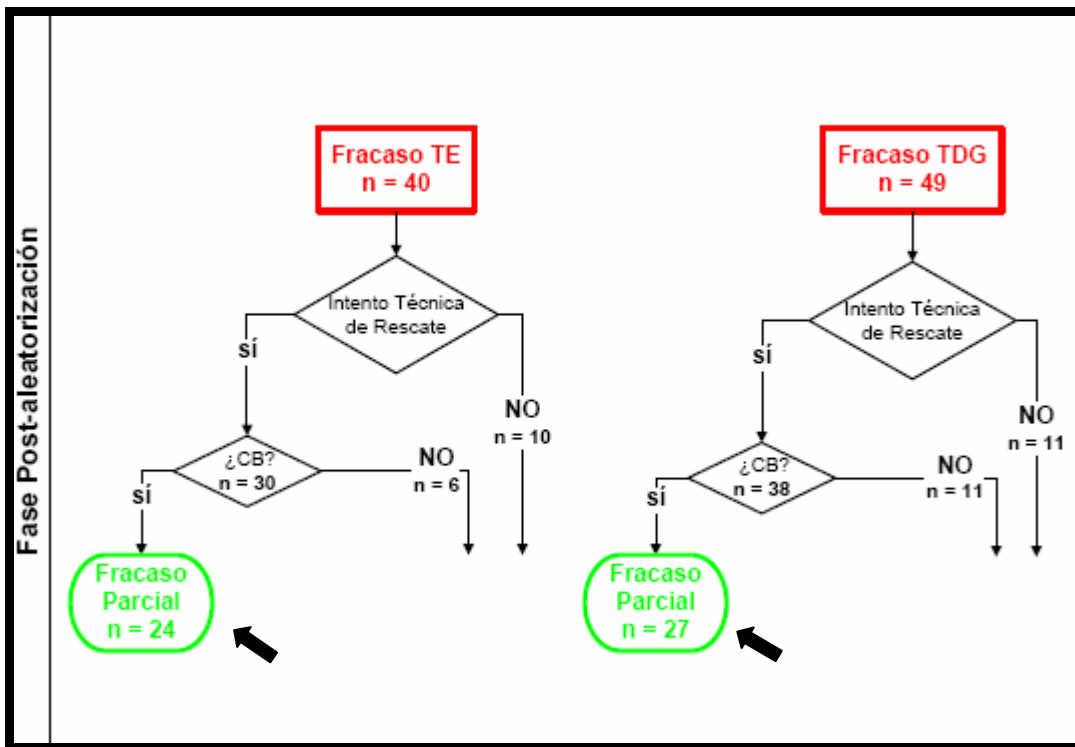 Fase Post-aleatorización
Fracaso TE
n = 40
Intento Técnica
de Rescate
sí
NO
n = 10
¿CB?
n = 30
sí
NO
n = 6
Fracaso
Parcial
n = 24
Fracaso TDG
n = 49
Intento Técnica
de Rescate
sí
NO
n = 11
¿CB?
n = 38
sí
NO
n = 11
Fracaso
Parcial
n = 27